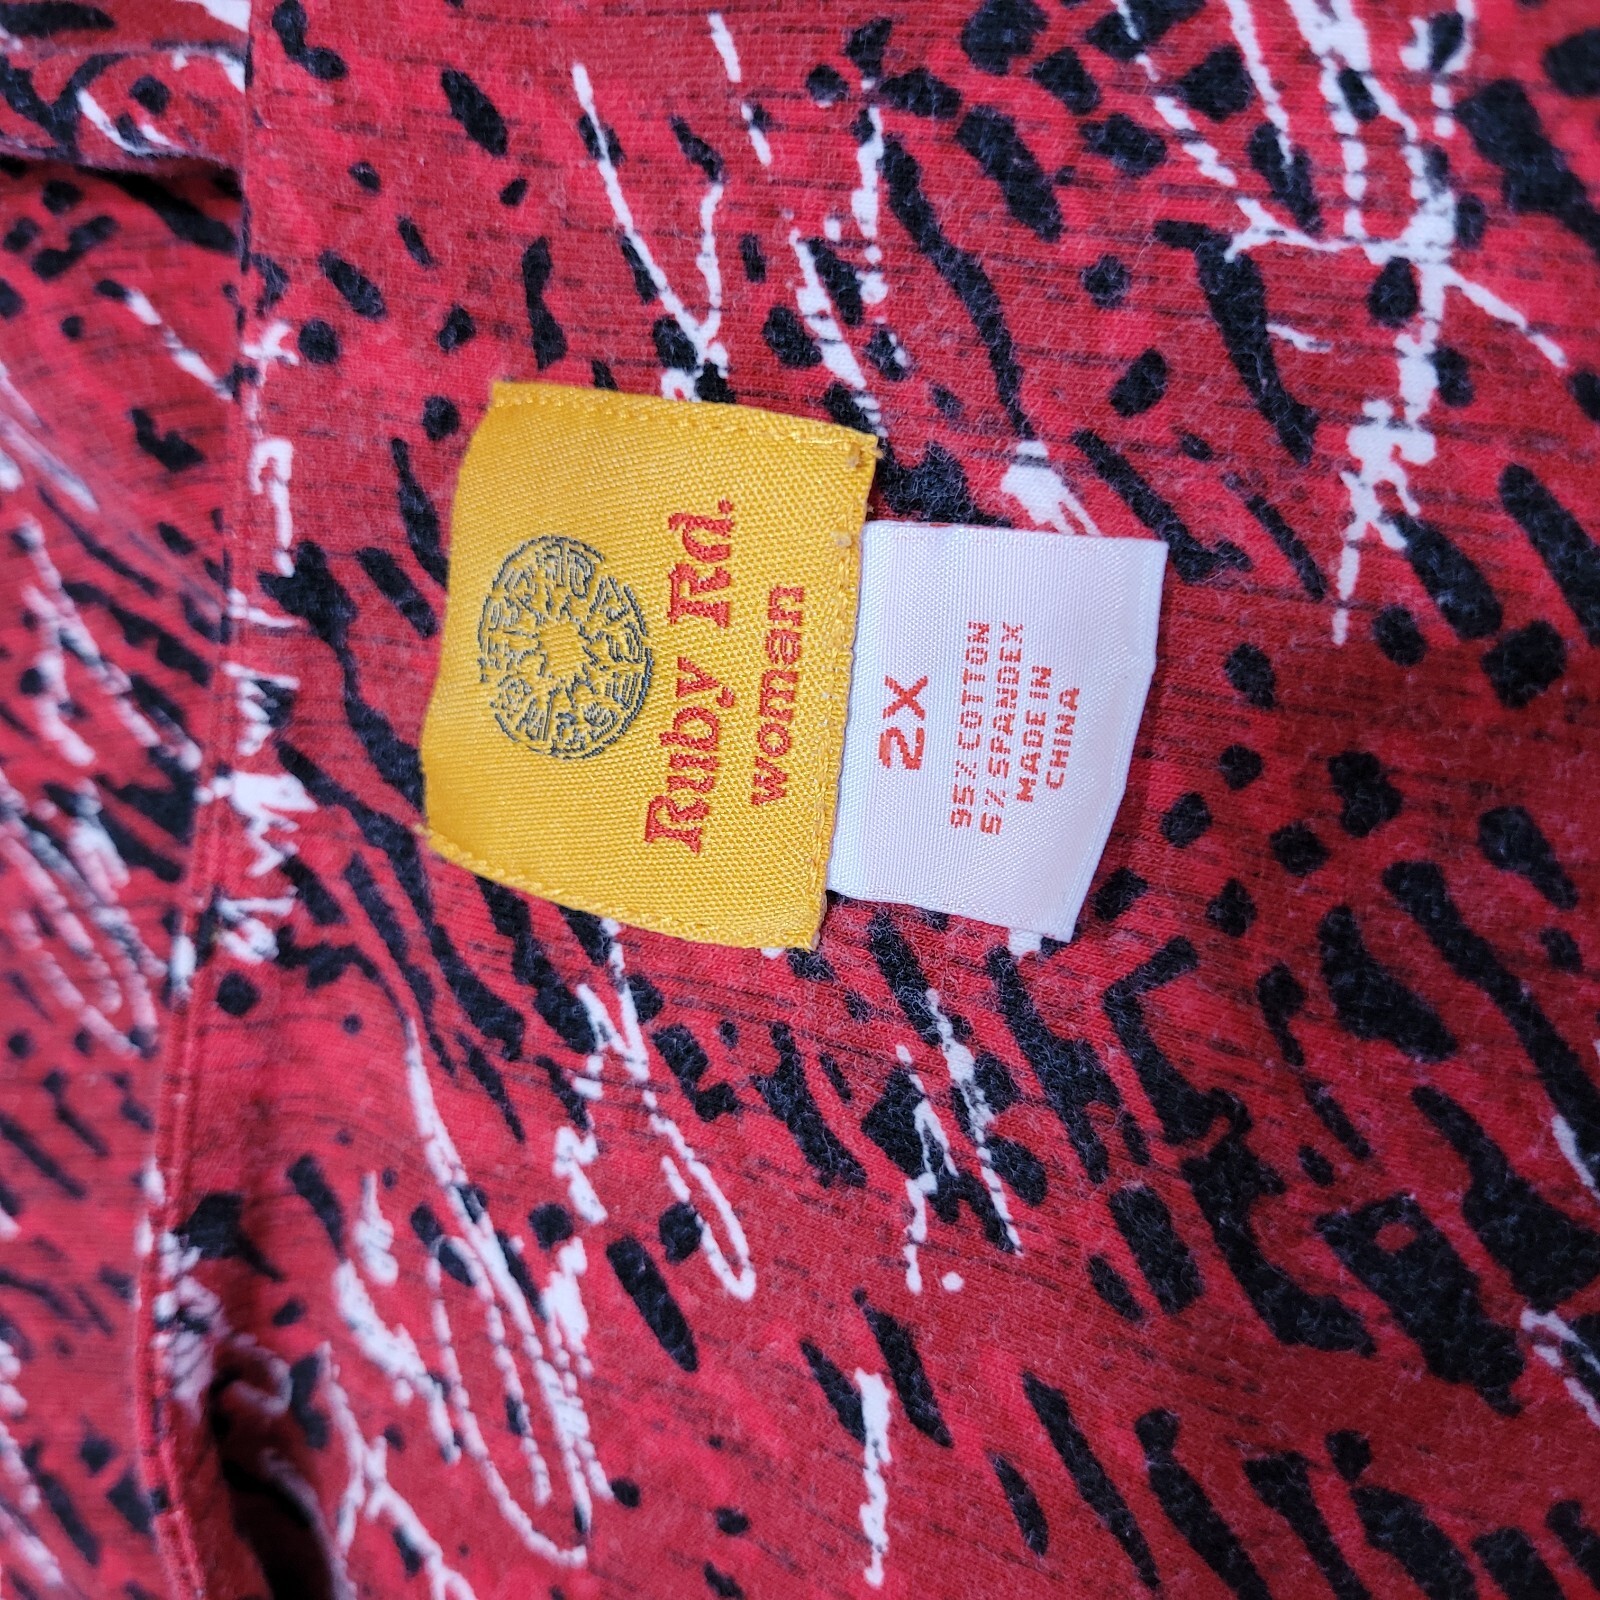 Ruby Rd.
woman
2X
95% COTTON
5% SPANDEX
MADE IN
CHINA